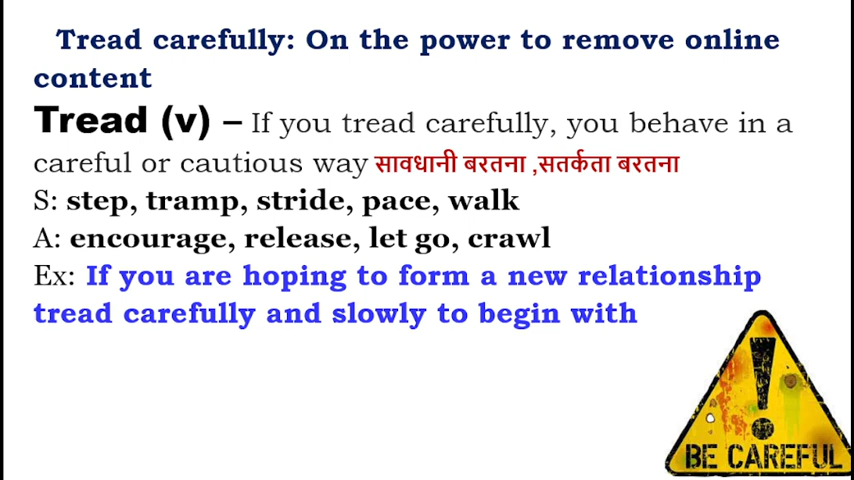 Tread carefully: On the power to remove online
content
Tread (v) – If you tread carefully, you behave in a
careful or cautious way सावधानी बरतना ,सतर्कता बरतना
S: step, tramp, stride, pace, walk
A: encourage, release, let go, crawl
Ex: If you are hoping to form a new relationship
tread carefully and slowly to begin with
!
BE CAREFUL